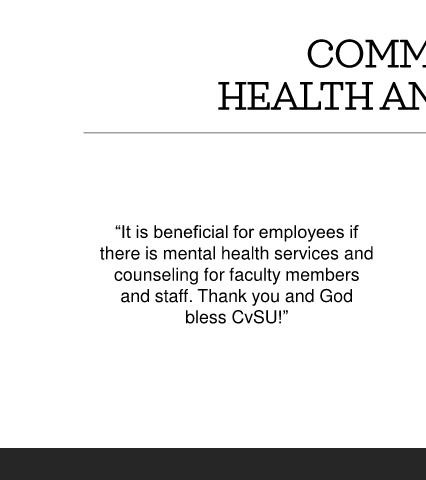 COMM
HEALTH AN
“It is beneficial for employees if
there is mental health services and
counseling for faculty members
and staff. Thank you and God
bless CvSU!”